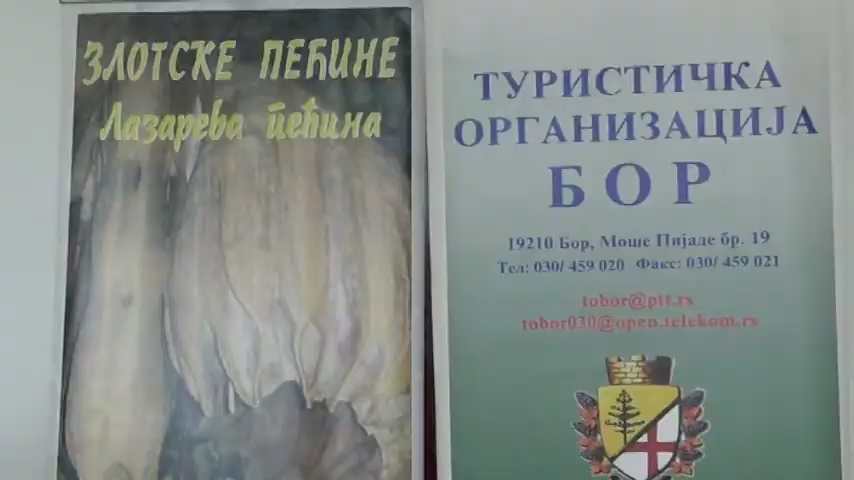 ЗЛОТСКЕ ПЕЋИНЕ
Лазарева пећина
ТУРИСТИЧКА
ОРГАНИЗАЦИЈА
БОР
19210 Бор, Моше Пијаде бр. 19
Тел: 030/ 459 020 Факс: 030/ 459 021
tobor@ptt.rs
tobor030@open.telekom.rs